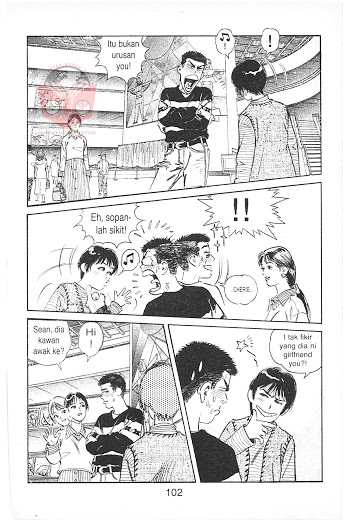 Itu bukan
urusan
you!
!
Eh, sopan-
lah sikit!
!!
CHERIE...
Sean, dia
kawan
awak ke?
Hi
!
I tak fikir
yang dia ni
girlfriend
you?!
102